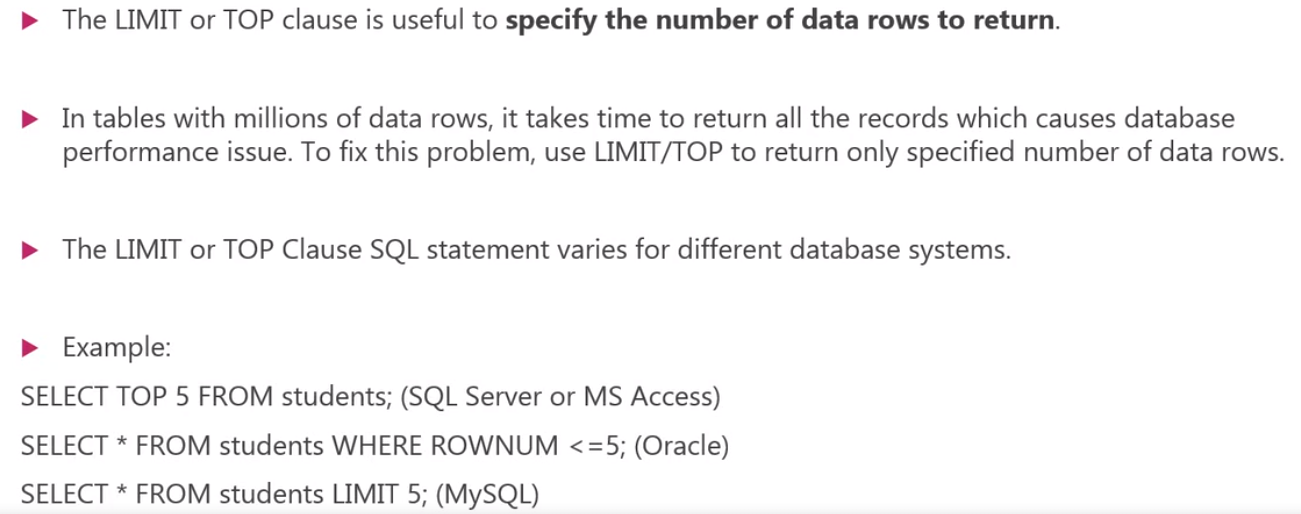 The LIMIT or TOP clause is useful to specify the number of data rows to return.
In tables with millions of data rows, it takes time to return all the records which causes database
performance issue. To fix this problem, use LIMIT/TOP to return only specified number of data rows.
The LIMIT or TOP Clause SQL statement varies for different database systems.
Example:
SELECT TOP 5 FROM students; (SQL Server or MS Access)
SELECT * FROM students WHERE ROWNUM <=5; (Oracle)
SELECT * FROM students LIMIT 5; (MySQL)